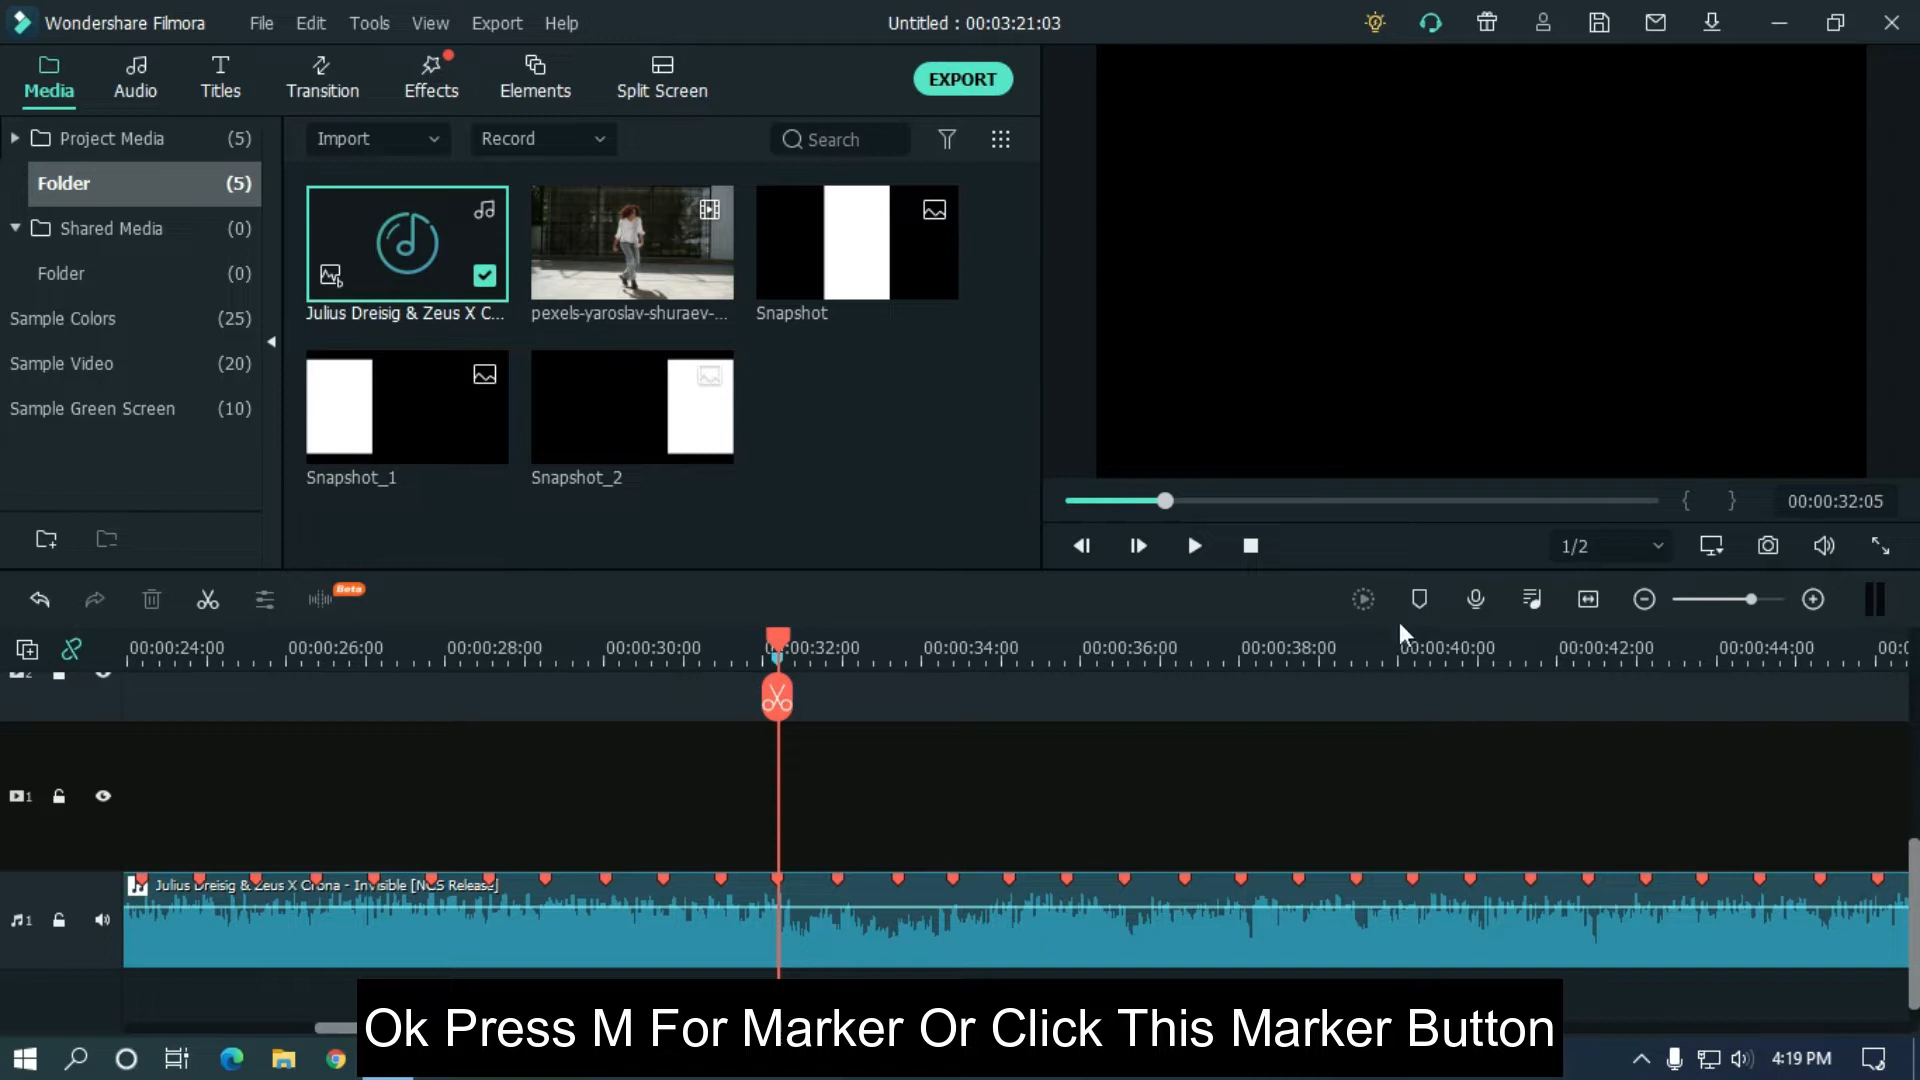 Wondershare Filmora File Edit Tools View Export Help Untitled : 00:03:21:03
Media Audio Titles Transition Effects Elements Split Screen EXPORT
Project Media (5)
Import Record Search
Folder (5)
Shared Media (0)
Folder (0)
Sample Colors (25)
Sample Video (20)
Sample Green Screen (10)
Julius Dreisig & Zeus X C... pexels-yaroslav-shuraev-... Snapshot
Snapshot_1 Snapshot_2
00:00:32:05
1/2
Beta
00:00:24:00 00:00:26:00 00:00:28:00 00:00:30:00 00:00:32:00 00:00:34:00 00:00:36:00 00:00:38:00 00:00:40:00 00:00:42:00 00:00:44:00 00:0
1
Julius Dreisig & Zeus X Crona - Invisible [NCS Release]
1
Ok Press M For Marker Or Click This Marker Button
4:19 PM